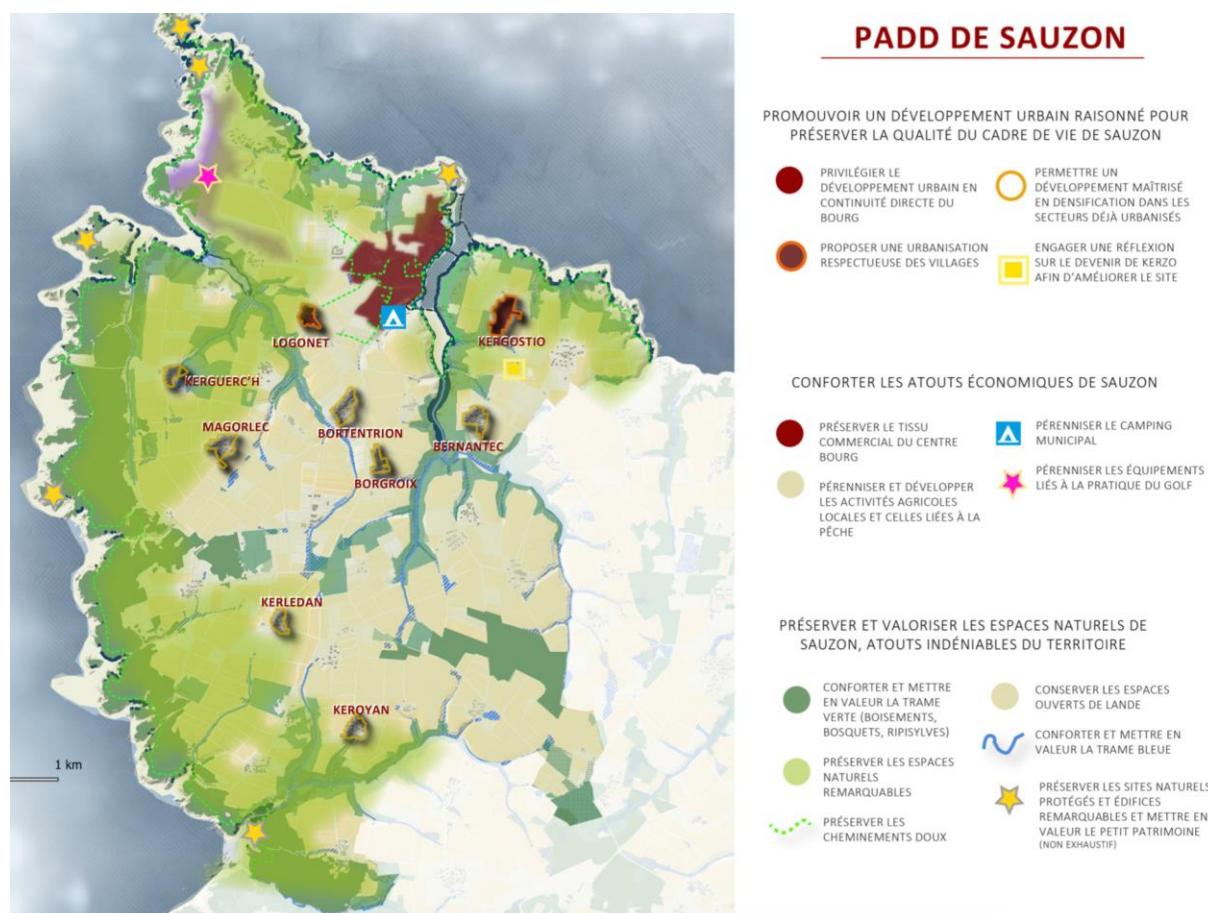 PADD DE SAUZON
PROMOUVOIR UN DÉVELOPPEMENT URBAIN RAISONNÉ POUR
PRÉSERVER LA QUALITÉ DU CADRE DE VIE DE SAUZON
PRIVILÉGIER LE
DÉVELOPPEMENT URBAIN EN
CONTINUITÉ DIRECTE DU
BOURG
PERMETTRE UN
DÉVELOPPEMENT MAÎTRISÉ
EN DENSIFICATION DANS LES
SECTEURS DÉJÀ URBANISÉS
PROPOSER UNE URBANISATION
RESPECTUEUSE DES VILLAGES
ENGAGER UNE RÉFLEXION
SUR LE DEVENIR DE KERZO
AFIN D'AMÉLIORER LE SITE
CONFORTER LES ATOUTS ÉCONOMIQUES DE SAUZON
PRÉSERVER LE TISSU
COMMERCIAL DU CENTRE
BOURG
PÉRENNISER LE CAMPING
MUNICIPAL
PÉRENNISER ET DÉVELOPPER
LES ACTIVITÉS AGRICOLES
LOCALES ET CELLES LIÉES À LA
PÊCHE
PÉRENNISER LES ÉQUIPEMENTS
LIÉS À LA PRATIQUE DU GOLF
PRÉSERVER ET VALORISER LES ESPACES NATURELS DE
SAUZON, ATOUTS INDÉNIABLES DU TERRITOIRE
CONFORTER ET METTRE
EN VALEUR LA TRAME
VERTE (BOISEMENTS,
BOSQUETS, RIPISYLVES)
CONSERVER LES ESPACES
OUVERTS DE LANDE
CONFORTER ET METTRE EN
VALEUR LA TRAME BLEUE
PRÉSERVER LES ESPACES
NATURELS
REMARQUABLES
PRÉSERVER LES SITES NATURELS
PROTÉGÉS ET ÉDIFICES
REMARQUABLES ET METTRE EN
VALEUR LE PETIT PATRIMOINE
(NON EXHAUSTIF)
PRÉSERVER LES
CHEMINEMENTS DOUX
LOGONET
KERGOSTIO
KERGUERC'H
MAGORLEC
BORTENTRION
BERNANTEC
BORGROIX
KERLEDAN
KEROYAN
1 km